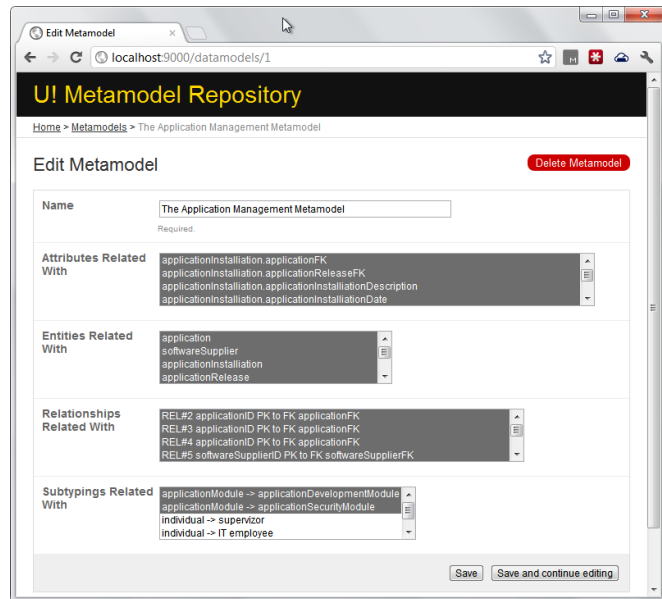 Edit Metamodel
localhost:9000/datamodels/1
M
U! Metamodel Repository
Home > Metamodels > The Application Management Metamodel
Edit Metamodel
Delete Metamodel
Name
The Application Management Metamodel
Required.
Attributes Related
With
applicationInstalliation.applicationFK
applicationInstalliation.applicationReleaseFK
applicationInstalliation.applicationInstalliationDescription
applicationInstalliation.applicationInstalliationDate
Entities Related
With
application
softwareSupplier
applicationInstalliation
applicationRelease
Relationships
Related With
REL#2 applicationID PK to FK applicationFK
REL#3 applicationID PK to FK applicationFK
REL#4 applicationID PK to FK applicationFK
REL#5 softwareSupplierID PK to FK softwareSupplierFK
Subtypings Related
With
applicationModule -> applicationDevelopmentModule
applicationModule -> applicationSecurityModule
individual -> supervizor
individual -> IT employee
Save
Save and continue editing